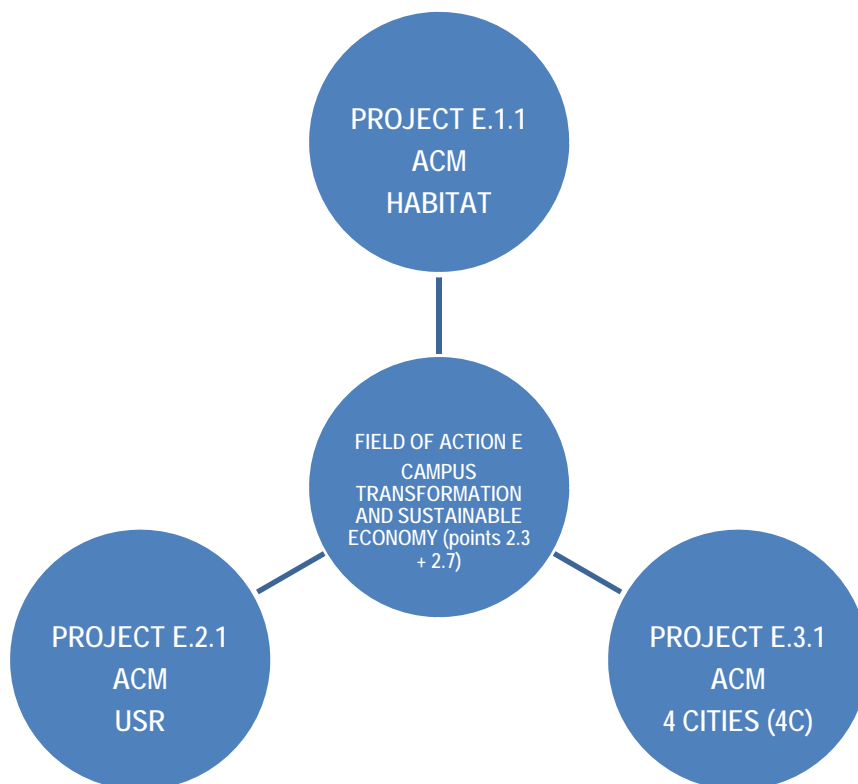 PROJECT E.1.1
ACM
HABITAT
FIELD OF ACTION E
CAMPUS
TRANSFORMATION
AND SUSTAINABLE
ECONOMY (points 2.3
+ 2.7)
PROJECT E.2.1
ACM
USR
PROJECT E.3.1
ACM
4 CITIES (4C)